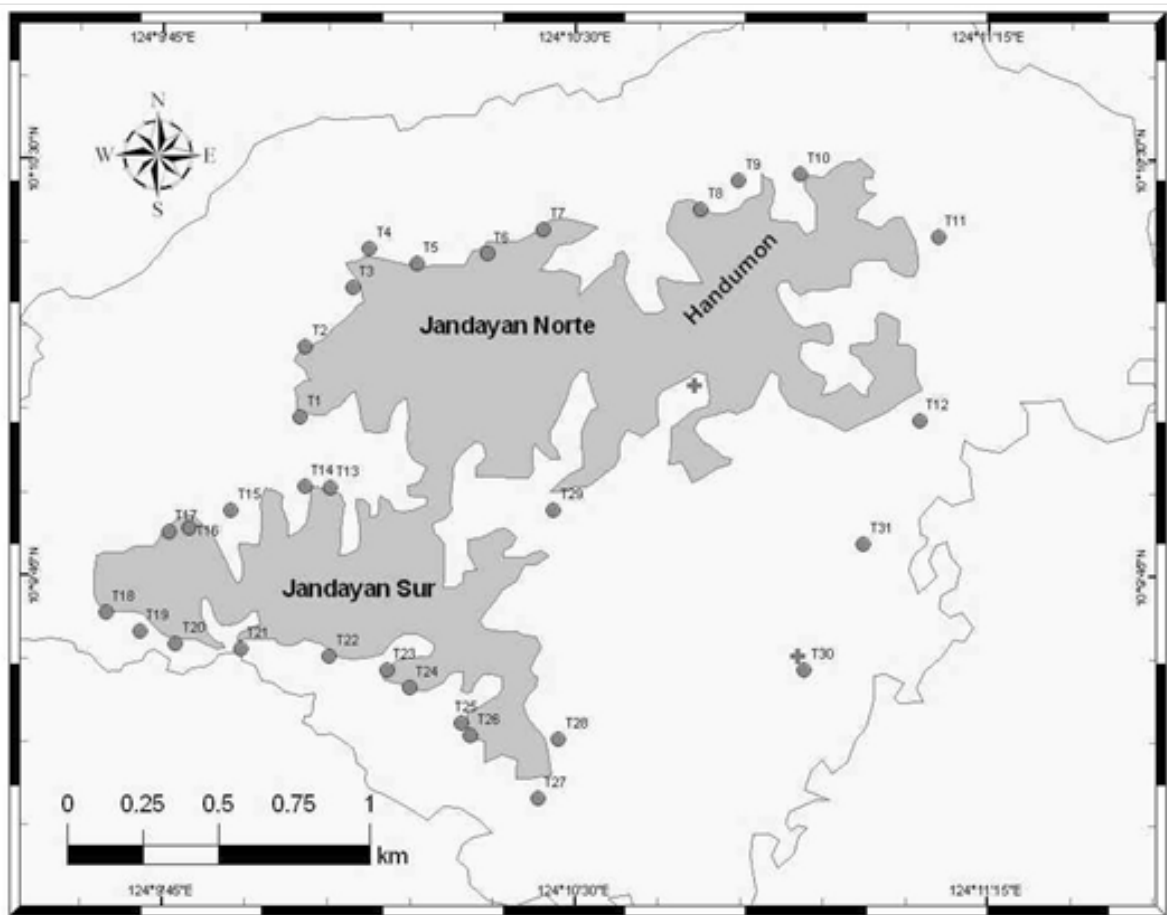 124°9'45"E 124°10'30"E 124°11'15"E
N
W E
S
10°10'30"N 10°10'30"N
T9 T10
T8
T7
T11
T4
T6
T5
T3
Handumon
Jandayan Norte
T2
T1
T12
T14 T13
T15
T29
T17
T16
T31
10°9'45"N 10°9'45"N
Jandayan Sur
T18
T19
T20
T21
T22
T23
T30
T24
T25
T26
T28
T27
0 0.25 0.5 0.75 1
km
124°9'45"E 124°10'30"E 124°11'15"E